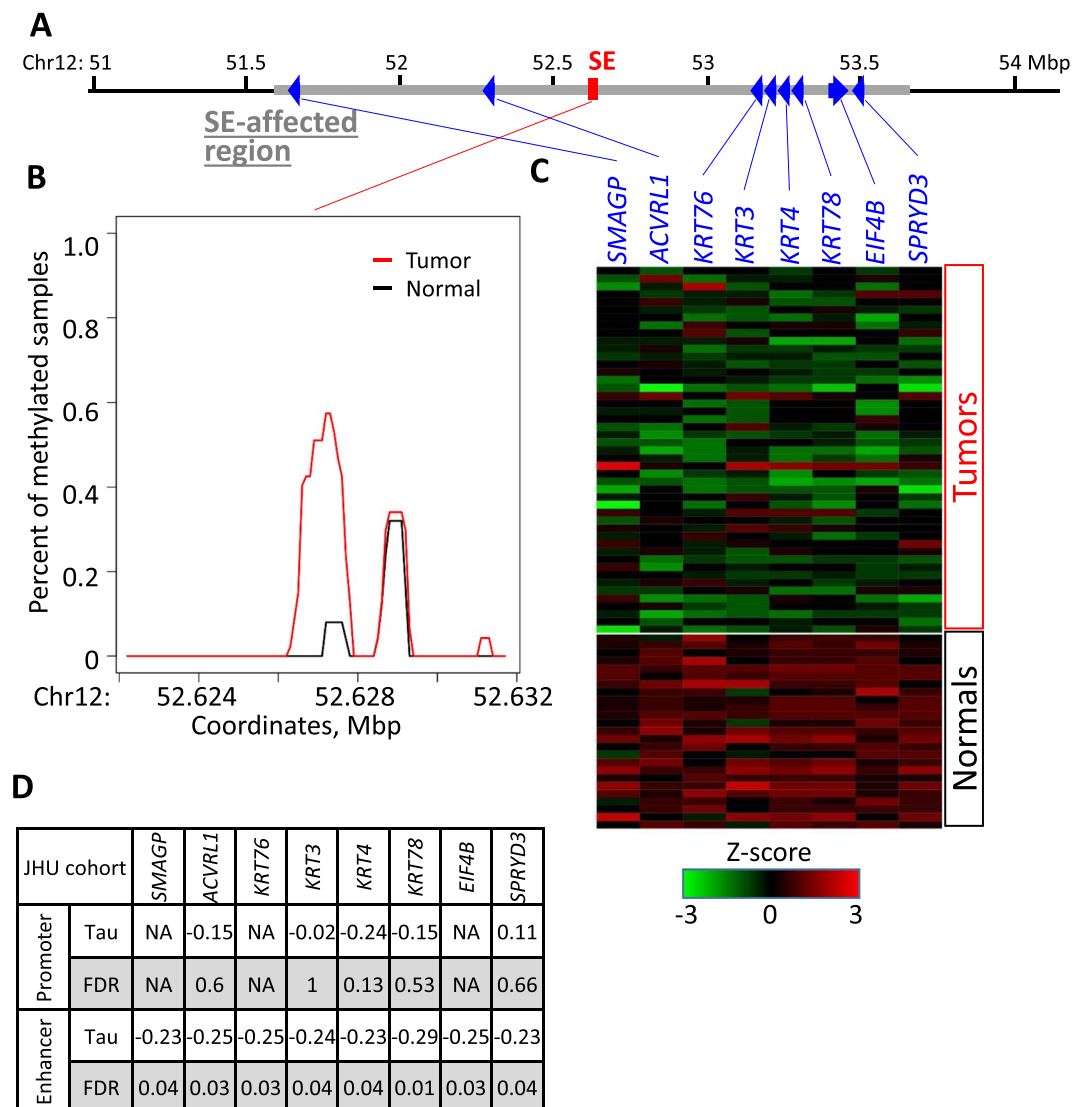 A
Chr12: 51 51.5 52 52.5 SE 53 53.5 54 Mbp
SE-affected
region
B
C
SMAGP ACVRL1 KRT76 KRT3 KRT4 KRT78 EIF4B SPRYD3
Percent of methylated samples
1.0
0.8
0.6
0.4
0.2
0
Tumor
Normal
Chr12: 52.624 52.628 52.632
Coordinates, Mbp
Tumors
Normals
Z-score
-3 0 3
D
JHU cohort SMAGP ACVRL1 KRT76 KRT3 KRT4 KRT78 EIF4B SPRYD3
Promoter
Tau NA -0.15 NA -0.02 -0.24 -0.15 NA 0.11
FDR NA 0.6 NA 1 0.13 0.53 NA 0.66
Enhancer
Tau -0.23 -0.25 -0.25 -0.24 -0.23 -0.29 -0.25 -0.23
FDR 0.04 0.03 0.03 0.04 0.04 0.01 0.03 0.04